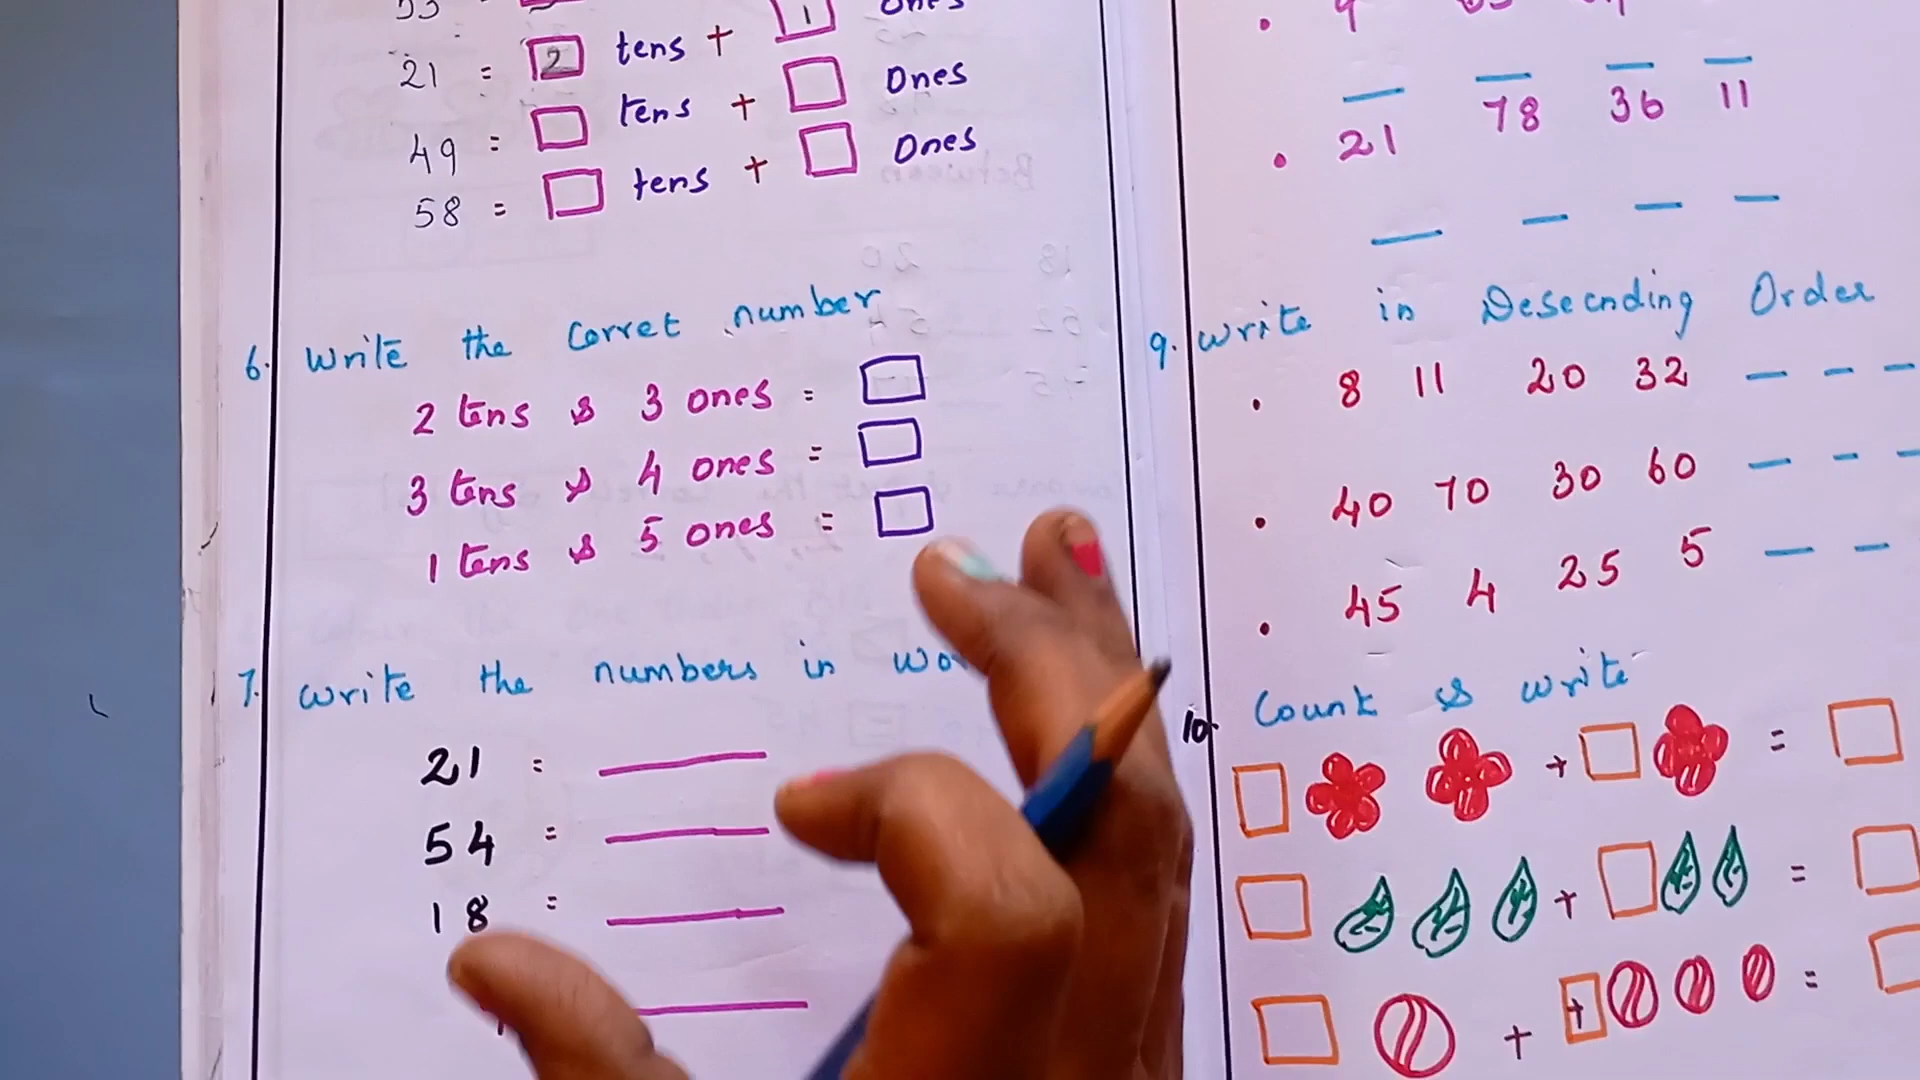 21 = 2 tens + 1 Ones
49 = tens + Ones
58 = tens + Ones
6. Write the Corret number
2 tens & 3 ones =
3 tens & 4 ones =
1 tens & 5 ones =
7. Write the numbers in
21 =
54 =
18 =
21 78 36 11
9. Write in Desecnding Order
8 11 20 32
40 70 30 60
45 4 25 5
10. Count & write
+ =
+ =
+ + =